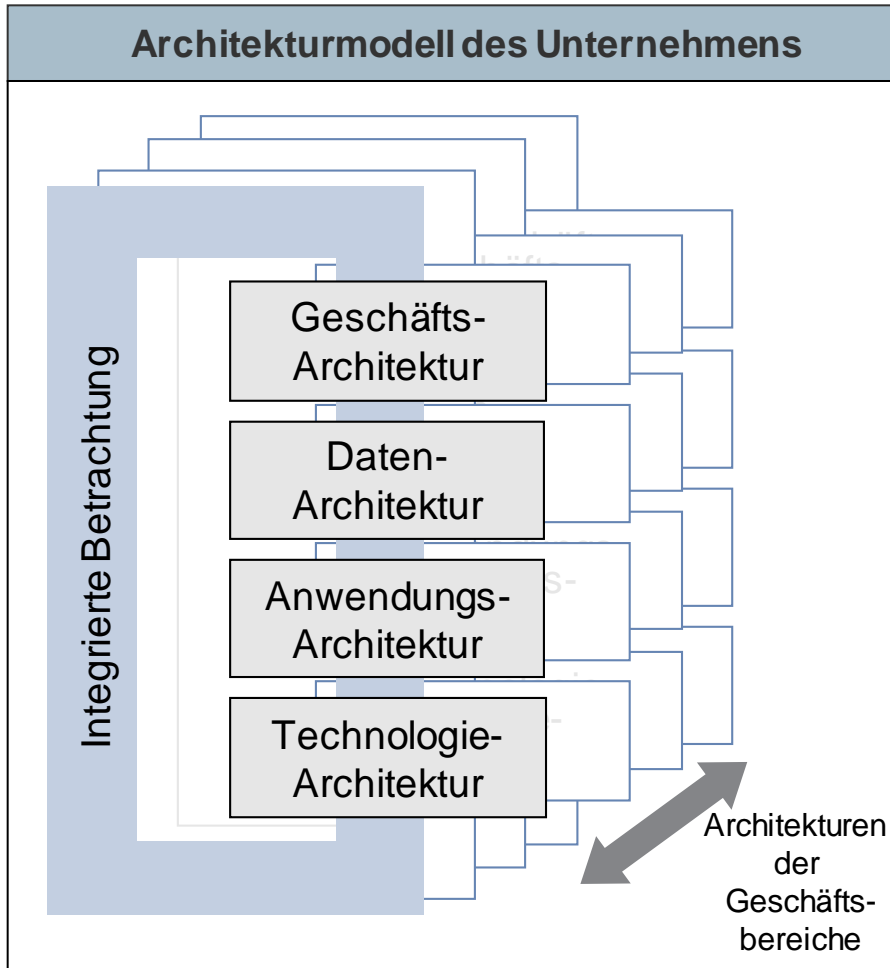 Architekturmodell des Unternehmens
Integrierte Betrachtung
Geschäfts-
Architektur
Daten-
Architektur
Anwendungs-
Architektur
Technologie-
Architektur
Architekturen
der
Geschäfts-
bereiche